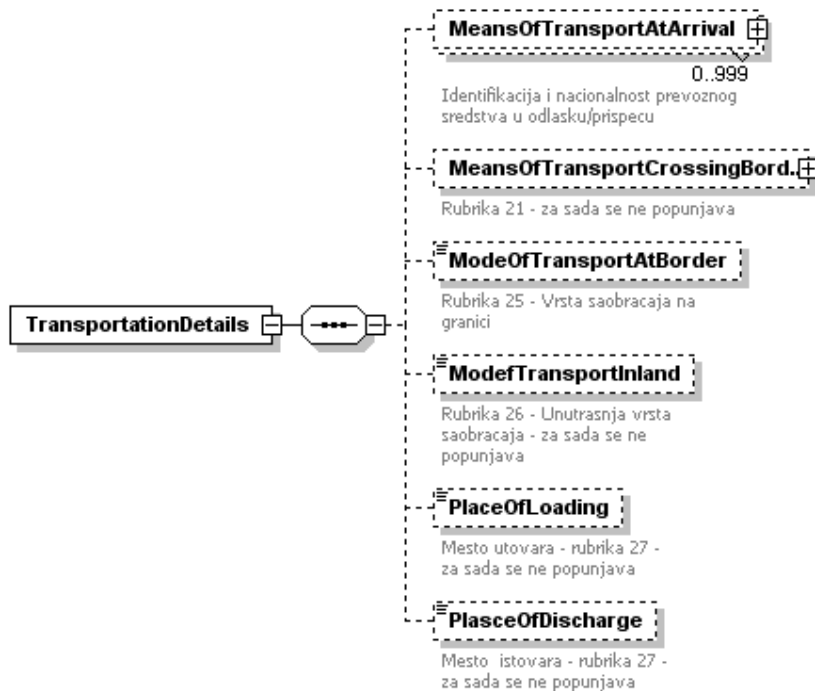 MeansOfTransportAtArrival
0..999
Identifikacija i nacionalnost prevoznog
sredstva u odlasku/prispecu
MeansOfTransportCrossingBord..
Rubrika 21 - za sada se ne popunjava
ModeOfTransportAtBorder
Rubrika 25 - Vrsta saobracaja na
granici
TransportationDetails
ModefTransportInland
Rubrika 26 - Unutrasnja vrsta
saobracaja - za sada se ne
popunjava
PlaceOfLoading
Mesto utovara - rubrika 27 -
za sada se ne popunjava
PlasceOfDischarge
Mesto istovara - rubrika 27 -
za sada se ne popunjava